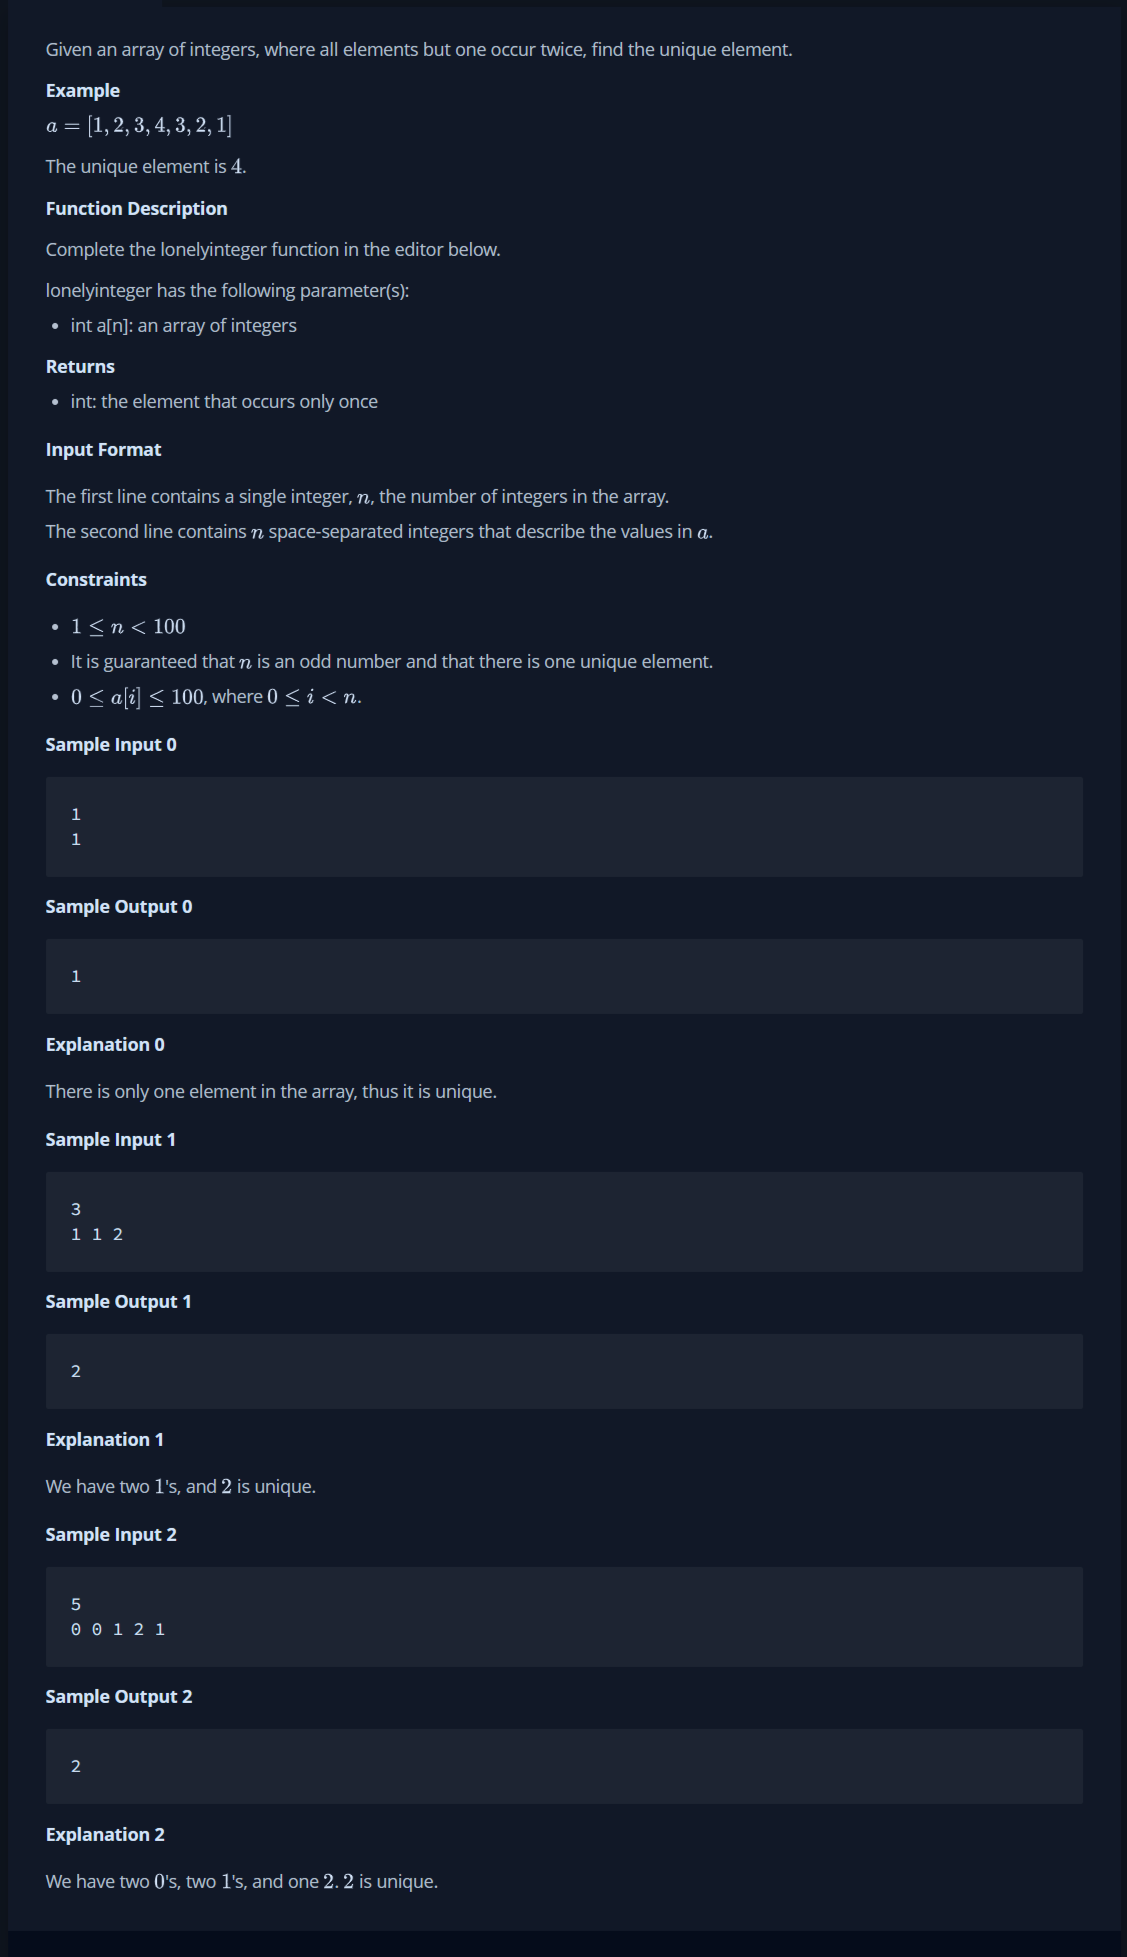 Given an array of integers, where all elements but one occur twice, find the unique element.
Example
a = [1, 2, 3, 4, 3, 2, 1]
The unique element is 4.
Function Description
Complete the lonelyinteger function in the editor below.
lonelyinteger has the following parameter(s):
• int a[n]: an array of integers
Returns
• int: the element that occurs only once
Input Format
The first line contains a single integer, n, the number of integers in the array.
The second line contains n space-separated integers that describe the values in a.
Constraints
• 1 ≤ n < 100
• It is guaranteed that n is an odd number and that there is one unique element.
• 0 ≤ a[i] ≤ 100, where 0 ≤ i < n.
Sample Input 0
1
1
Sample Output 0
1
Explanation 0
There is only one element in the array, thus it is unique.
Sample Input 1
3
1 1 2
Sample Output 1
2
Explanation 1
We have two 1's, and 2 is unique.
Sample Input 2
5
0 0 1 2 1
Sample Output 2
2
Explanation 2
We have two 0's, two 1's, and one 2. 2 is unique.